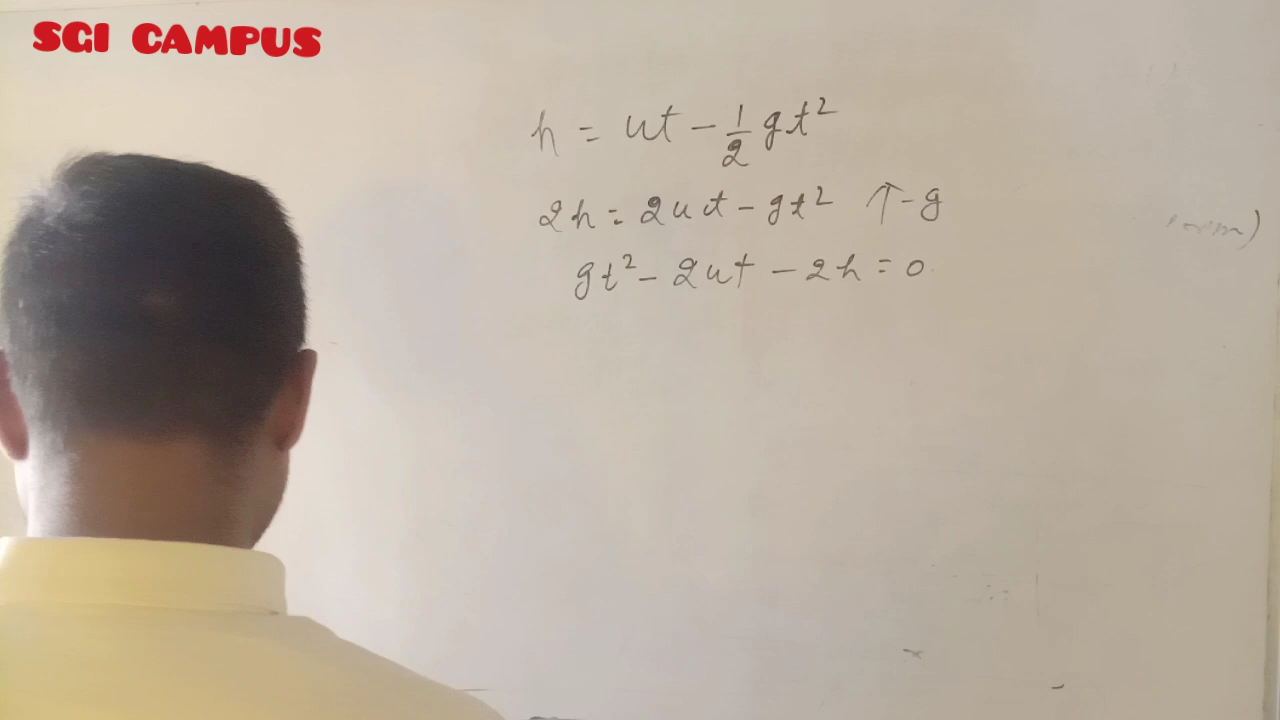 SGI CAMPUS
h = ut - 1/2 gt²
2h = 2ut - gt² ↑-g
gt² - 2ut - 2h = 0